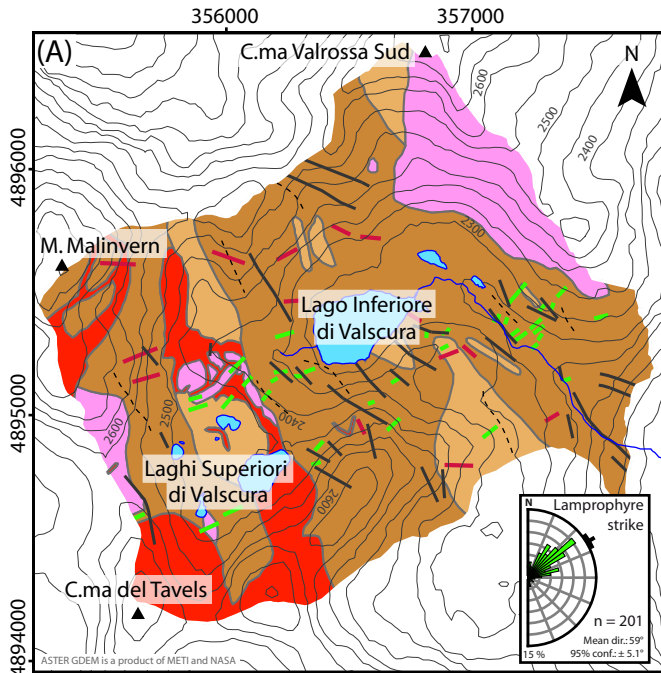 356000
357000
(A)
C.ma Valrossa Sud
N
2600
2500
2400
4896000
M. Malinvern
2300
Lago Inferiore
di Valscura
4895000
2400
2500
2600
Laghi Superiori
di Valscura
2600
C.ma del Tavels
4894000
N
Lamprophyre
strike
n = 201
Mean dir.: 59°
95% conf.: ± 5.1°
15 %
ASTER GDEM is a product of METI and NASA